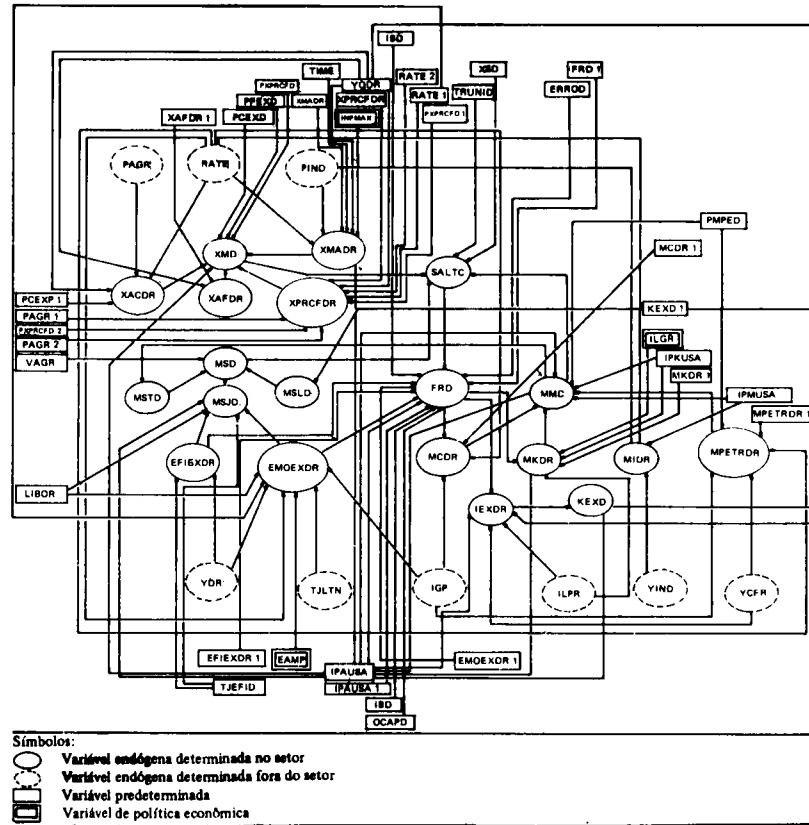 IBD
TIME
YODR
RATE 2
XSD
IFRD 1
PXPRCFD
PPEXD
XMADR
XPRCFDR
RATE 1
TRUNID
ERROD
XAFDR 1
PCEXD
INPMAX
PXPRCFD 1
PAGR
RATE
PIND
PMPED
XMD
XMADR
MCDR 1
SALTC
XACDR
XAFDR
XPRCFDR
PCEXP 1
KEXD 1
PAGR 1
PXPRCFD 2
ILGR
PAGR 2
IPKUSA
VAGR
MSD
MKDR 1
MSTD
MSLD
FRD
MMC
IPMUSA
MSJD
MPETRDR 1
EFIEXDR
EMOEXDR
MCDR
MKDR
MIDR
MPETRDR
LIBOR
IEXDR
KEXD
YDR
TJLTN
IGP
ILPR
YIND
YCFR
EFIEXDR 1
EAMP
IPAUSA
EMOEXDR 1
TJEFID
IPAUSA 1
IBD
OCAPD
Símbolos:
Variável endógena determinada no setor
Variável endógena determinada fora do setor
Variável predeterminada
Variável de política econômica